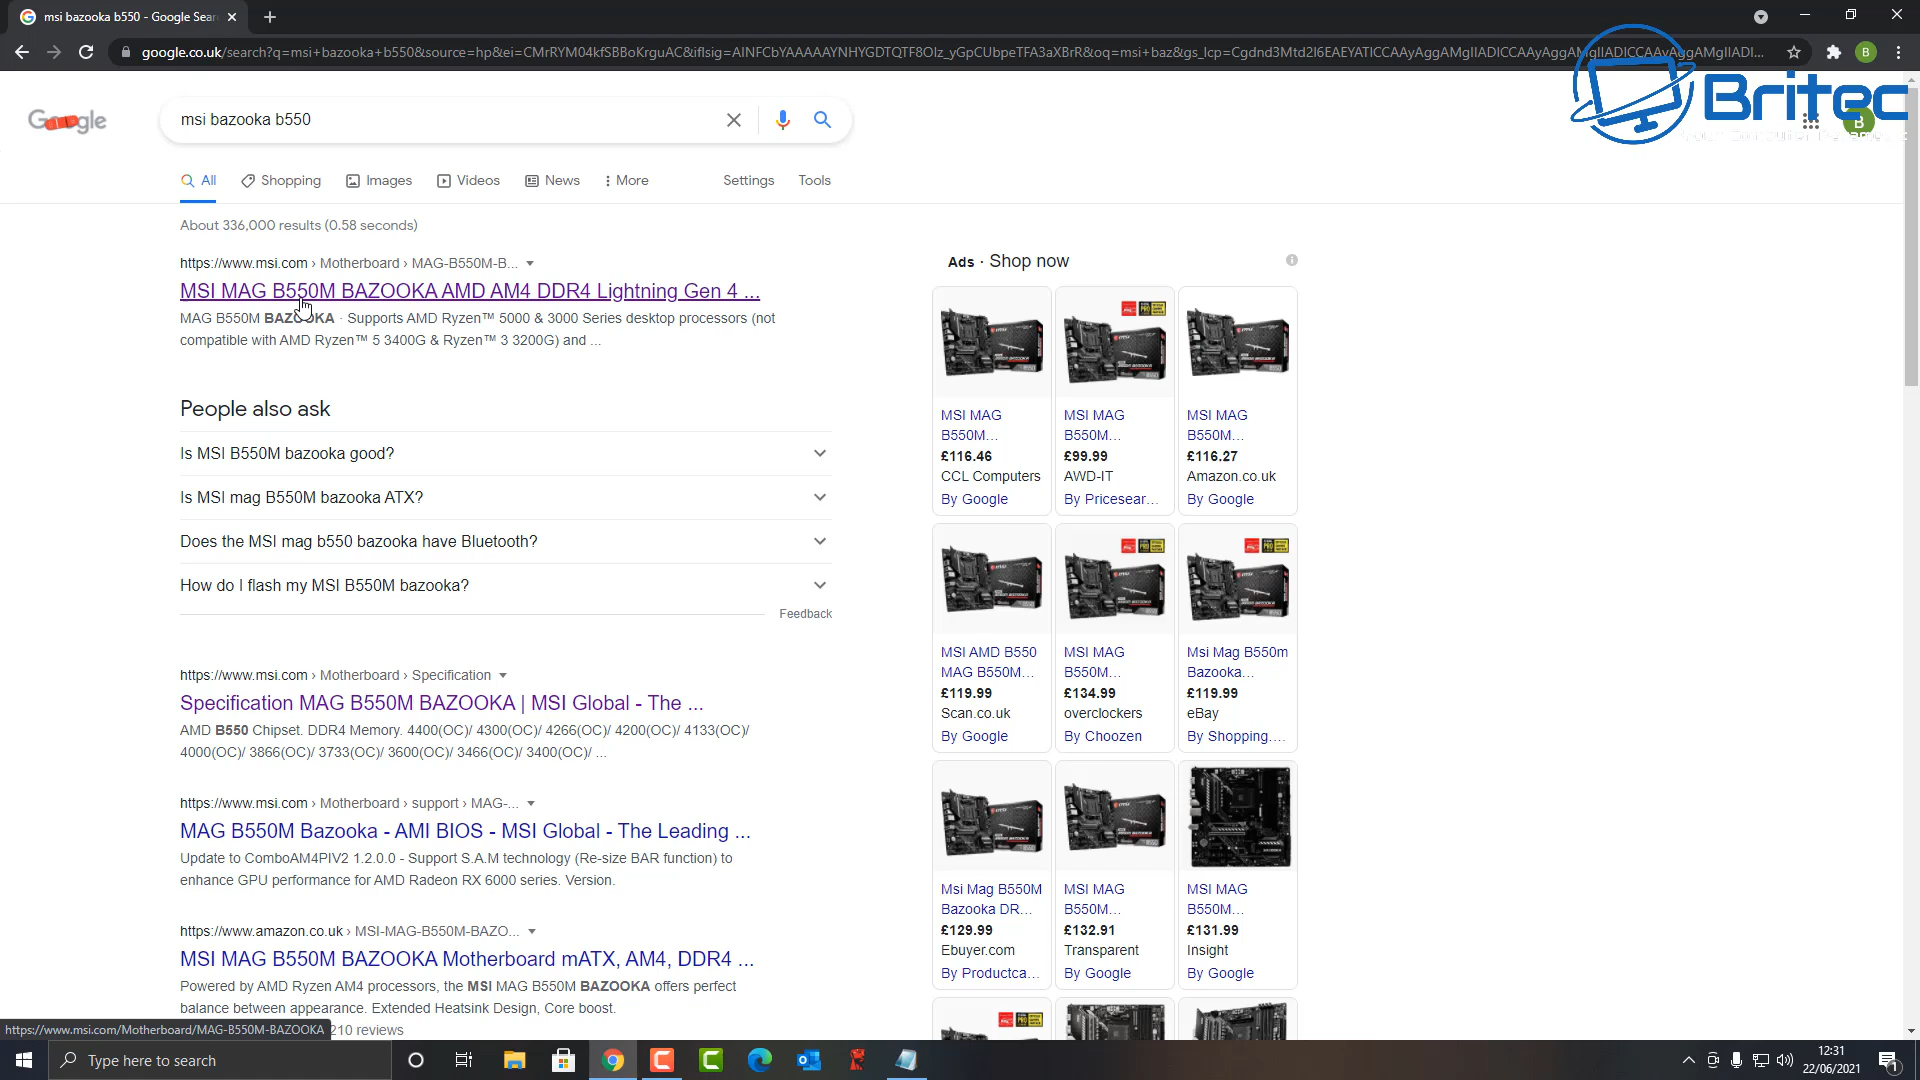 msi bazooka b550 - Google Sear
google.co.uk/search?q=msi+bazooka+b550&source=hp&ei=CMrRYM04kfSBBoKrguAC&iflsig=AINFCbYAAAAAYNHYGDTQTF8OIz_yGpCUbpeTFA3aXBrR&oq=msi+baz&gs_lcp=Cgdnd3Mtd2l6EAEYATICCAAyAggAMgIIADICCAAyAggAMgIIADICCAAyAggAMgIIADI...
B
Britec
Google
msi bazooka b550
B
All
Shopping
Images
Videos
News
More
Settings
Tools
About 336,000 results (0.58 seconds)
https://www.msi.com › Motherboard › MAG-B550M-B...
MSI MAG B550M BAZOOKA AMD AM4 DDR4 Lightning Gen 4 ...
MAG B550M BAZOOKA · Supports AMD Ryzen™ 5000 & 3000 Series desktop processors (not
compatible with AMD Ryzen™ 5 3400G & Ryzen™ 3 3200G) and ...
People also ask
Is MSI B550M bazooka good?
Is MSI mag B550M bazooka ATX?
Does the MSI mag b550 bazooka have Bluetooth?
How do I flash my MSI B550M bazooka?
Feedback
https://www.msi.com › Motherboard › Specification
Specification MAG B550M BAZOOKA | MSI Global - The ...
AMD B550 Chipset. DDR4 Memory. 4400(OC)/ 4300(OC)/ 4266(OC)/ 4200(OC)/ 4133(OC)/
4000(OC)/ 3866(OC)/ 3733(OC)/ 3600(OC)/ 3466(OC)/ 3400(OC)/ ...
https://www.msi.com › Motherboard › support › MAG-...
MAG B550M Bazooka - AMI BIOS - MSI Global - The Leading ...
Update to ComboAM4PIV2 1.2.0.0 - Support S.A.M technology (Re-size BAR function) to
enhance GPU performance for AMD Radeon RX 6000 series. Version.
https://www.amazon.co.uk › MSI-MAG-B550M-BAZO...
MSI MAG B550M BAZOOKA Motherboard mATX, AM4, DDR4 ...
Powered by AMD Ryzen AM4 processors, the MSI MAG B550M BAZOOKA offers perfect
balance between appearance. Extended Heatsink Design, Core boost.
210 reviews
Ads · Shop now
MSI MAG
B550M...
£116.46
CCL Computers
By Google
MSI MAG
B550M...
£99.99
AWD-IT
By Pricesear...
MSI MAG
B550M...
£116.27
Amazon.co.uk
By Google
MSI AMD B550
MAG B550M...
£119.99
Scan.co.uk
By Google
MSI MAG
B550M...
£134.99
overclockers
By Choozen
Msi Mag B550m
Bazooka...
£119.99
eBay
By Shopping....
Msi Mag B550M
Bazooka DR...
£129.99
Ebuyer.com
By Productca...
MSI MAG
B550M...
£132.91
Transparent
By Google
MSI MAG
B550M...
£131.99
Insight
By Google
https://www.msi.com/Motherboard/MAG-B550M-BAZOOKA
Type here to search
12:31
22/06/2021
1